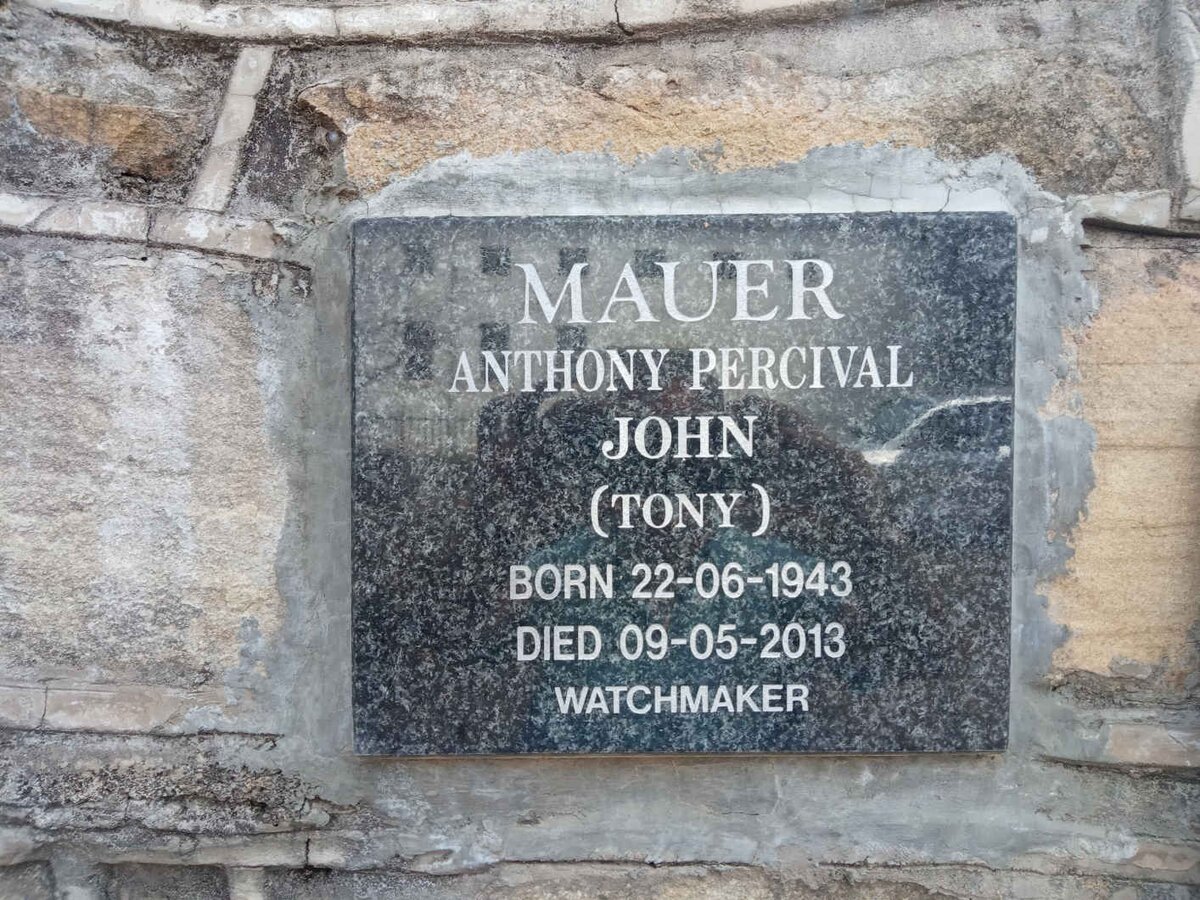 MAUER
ANTHONY PERCIVAL
JOHN
(TONY)
BORN 22-06-1943
DIED 09-05-2013
WATCHMAKER